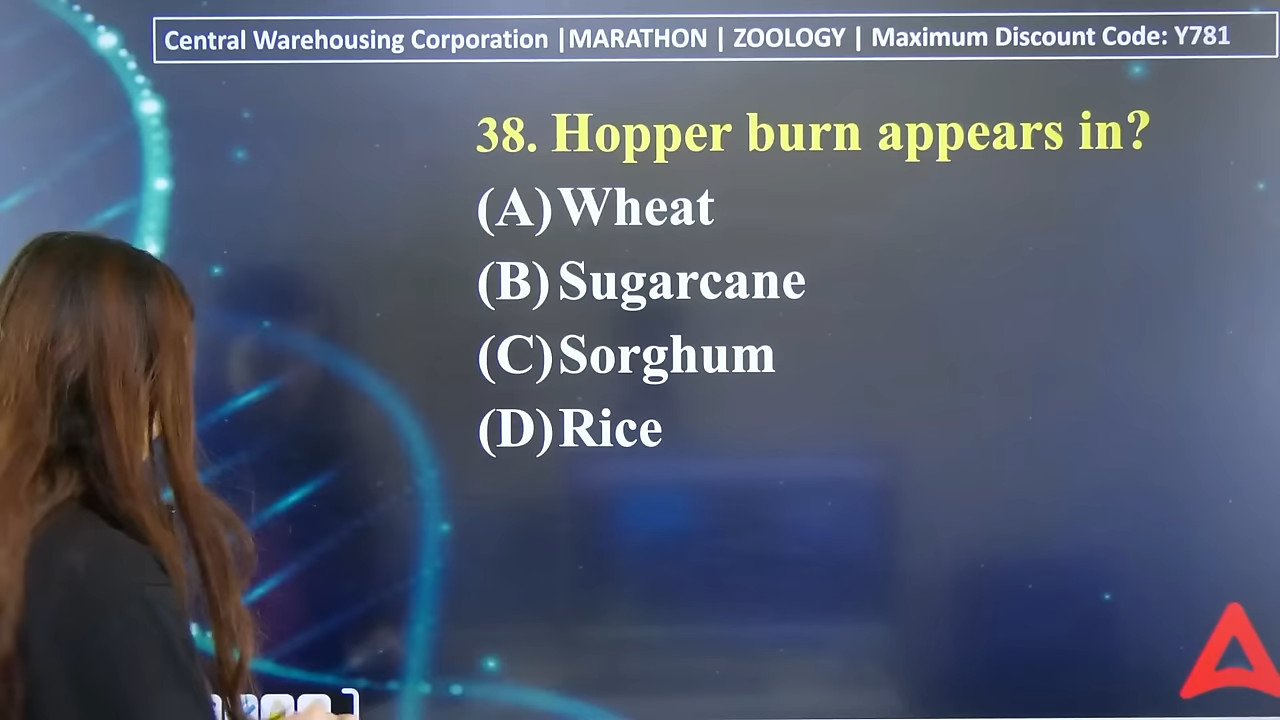 Central Warehousing Corporation |MARATHON | ZOOLOGY | Maximum Discount Code: Y781
38. Hopper burn appears in?
(A) Wheat
(B) Sugarcane
(C) Sorghum
(D) Rice